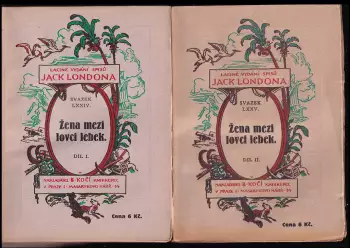 LACINÉ VYDÁNÍ SPISŮ
JACK LONDONA
SVAZEK
LXXIV.
Žena mezi
lovci lebek.
DÍL I.
NAKLADATEL B. KOČÍ KNIHKUPEC
V PRAZE I. MASARYKOVO NÁBŘ. 14
Cena 6 Kč.
LACINÉ VYDÁNÍ SPISŮ
JACK LONDONA
SVAZEK
LXXV.
Žena mezi
lovci lebek.
DÍL II.
NAKLADATEL B. KOČÍ KNIHKUPEC
V PRAZE I. MASARYKOVO NÁBŘ. 14
Cena 6 Kč.